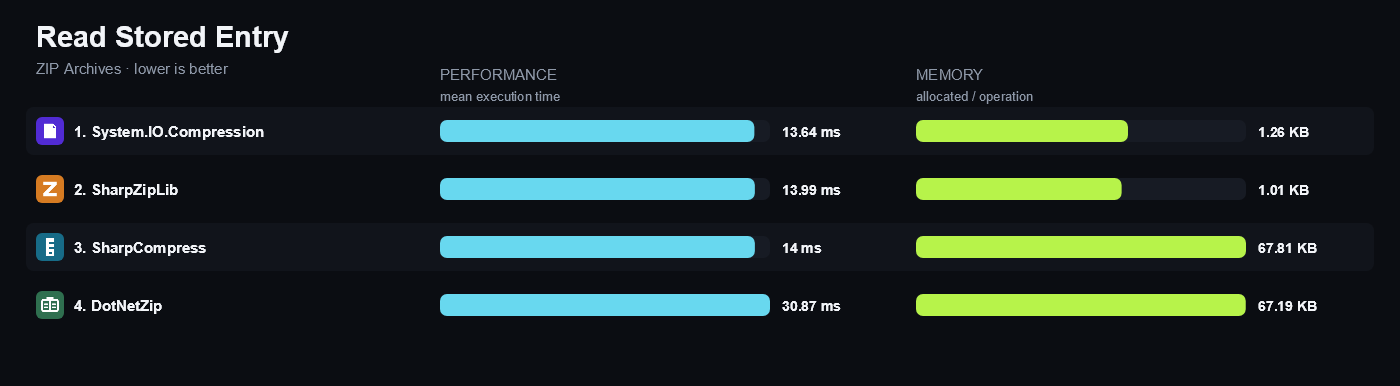 Read Stored Entry
ZIP Archives · lower is better
PERFORMANCE
mean execution time
MEMORY
allocated / operation
1. System.IO.Compression 13.64 ms 1.26 KB
Z 2. SharpZipLib 13.99 ms 1.01 KB
3. SharpCompress 14 ms 67.81 KB
4. DotNetZip 30.87 ms 67.19 KB